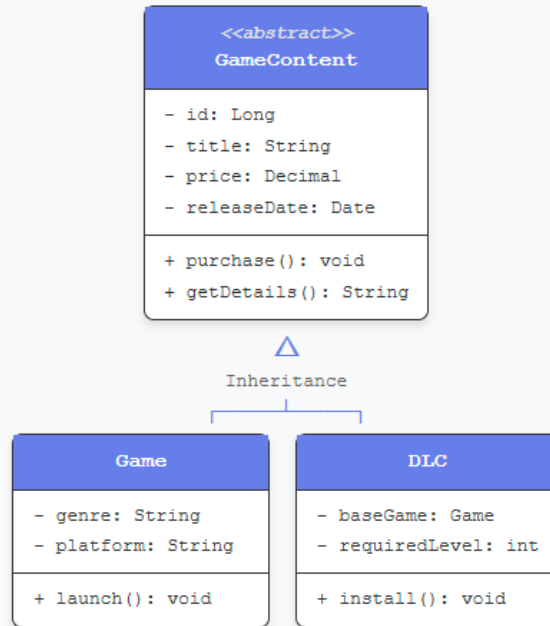 <<abstract>>
GameContent
- id: Long
- title: String
- price: Decimal
- releaseDate: Date
+ purchase(): void
+ getDetails(): String
Inheritance
Game
- genre: String
- platform: String
+ launch(): void
DLC
- baseGame: Game
- requiredLevel: int
+ install(): void